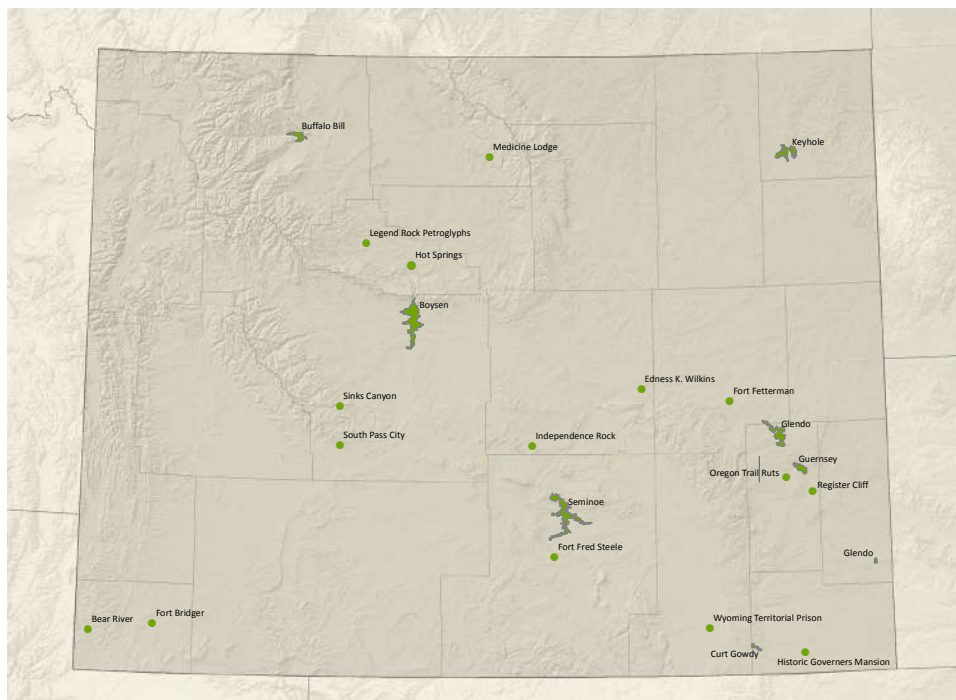 Buffalo Bill
Medicine Lodge
Keyhole
Legend Rock Petroglyphs
Hot Springs
Boysen
Edness K. Wilkins
Fort Fetterman
Sinks Canyon
Glendo
South Pass City
Independence Rock
Guernsey
Oregon Trail Ruts
Register Cliff
Seminoe
Fort Fred Steele
Glendo
Bear River
Fort Bridger
Wyoming Territorial Prison
Curt Gowdy
Historic Governers Mansion